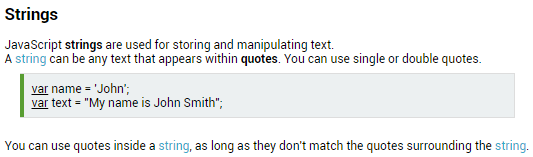 Strings
JavaScript strings are used for storing and manipulating text.
A string can be any text that appears within quotes. You can use single or double quotes.
var name = 'John';
var text = "My name is John Smith";
You can use quotes inside a string, as long as they don't match the quotes surrounding the string.